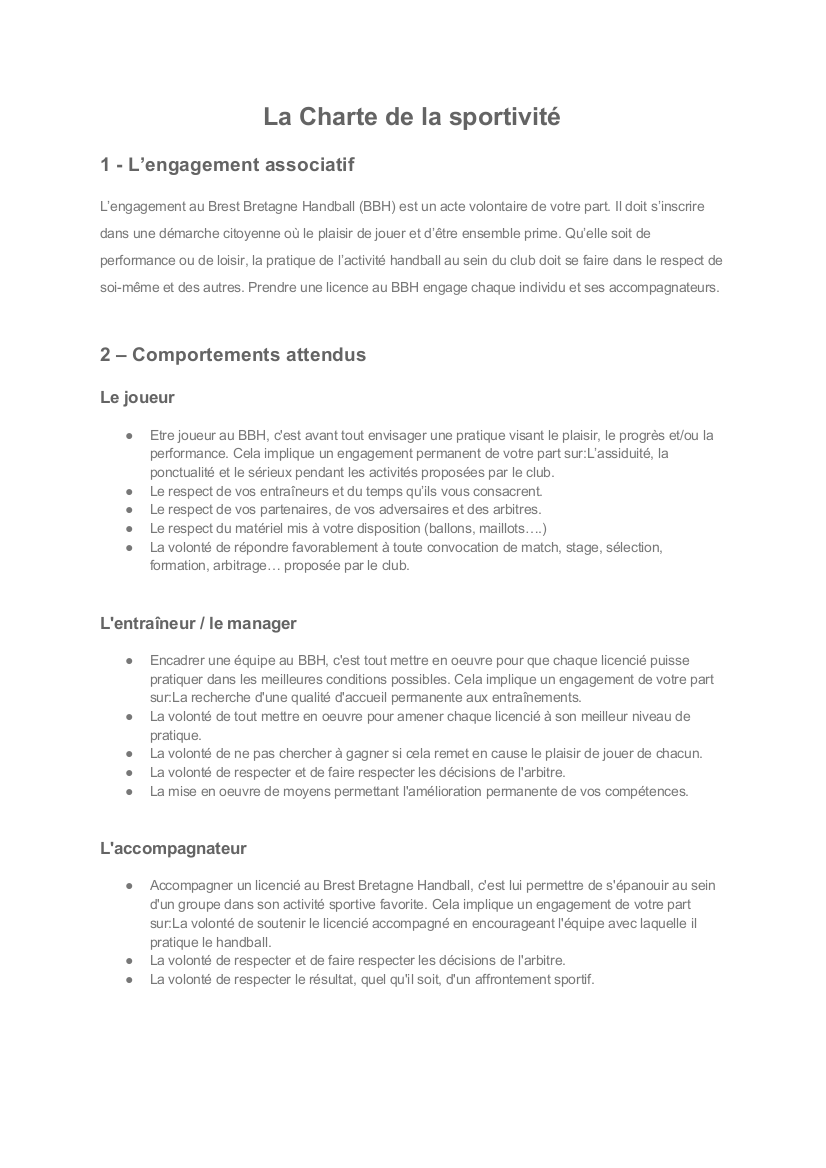 La Charte de la sportivité
1 - L’engagement associatif
L’engagement au Brest Bretagne Handball (BBH) est un acte volontaire de votre part. Il doit s’inscrire
dans une démarche citoyenne où le plaisir de jouer et d’être ensemble prime. Qu’elle soit de
performance ou de loisir, la pratique de l’activité handball au sein du club doit se faire dans le respect de
soi-même et des autres. Prendre une licence au BBH engage chaque individu et ses accompagnateurs.
2 – Comportements attendus
Le joueur
● Etre joueur au BBH, c'est avant tout envisager une pratique visant le plaisir, le progrès et/ou la
performance. Cela implique un engagement permanent de votre part sur:L’assiduité, la
ponctualité et le sérieux pendant les activités proposées par le club.
● Le respect de vos entraîneurs et du temps qu’ils vous consacrent.
● Le respect de vos partenaires, de vos adversaires et des arbitres.
● Le respect du matériel mis à votre disposition (ballons, maillots….)
● La volonté de répondre favorablement à toute convocation de match, stage, sélection,
formation, arbitrage… proposée par le club.
L'entraîneur / le manager
● Encadrer une équipe au BBH, c'est tout mettre en oeuvre pour que chaque licencié puisse
pratiquer dans les meilleures conditions possibles. Cela implique un engagement de votre part
sur:La recherche d'une qualité d'accueil permanente aux entraînements.
● La volonté de tout mettre en oeuvre pour amener chaque licencié à son meilleur niveau de
pratique.
● La volonté de ne pas chercher à gagner si cela remet en cause le plaisir de jouer de chacun.
● La volonté de respecter et de faire respecter les décisions de l'arbitre.
● La mise en oeuvre de moyens permettant l'amélioration permanente de vos compétences.
L'accompagnateur
● Accompagner un licencié au Brest Bretagne Handball, c'est lui permettre de s'épanouir au sein
d'un groupe dans son activité sportive favorite. Cela implique un engagement de votre part
sur:La volonté de soutenir le licencié accompagné en encourageant l'équipe avec laquelle il
pratique le handball.
● La volonté de respecter et de faire respecter les décisions de l'arbitre.
● La volonté de respecter le résultat, quel qu'il soit, d'un affrontement sportif.